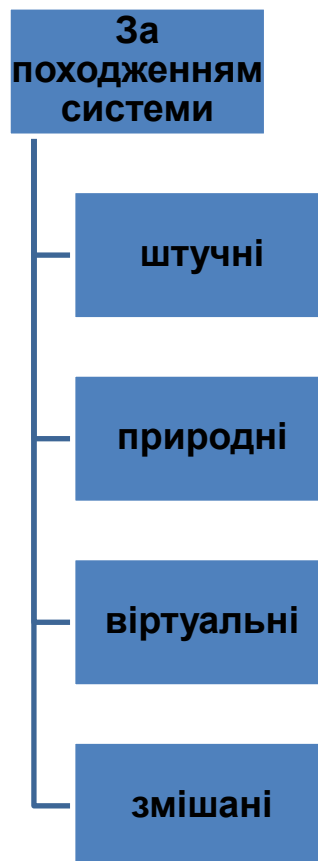 За
походженням
системи
штучні
природні
віртуальні
змішані